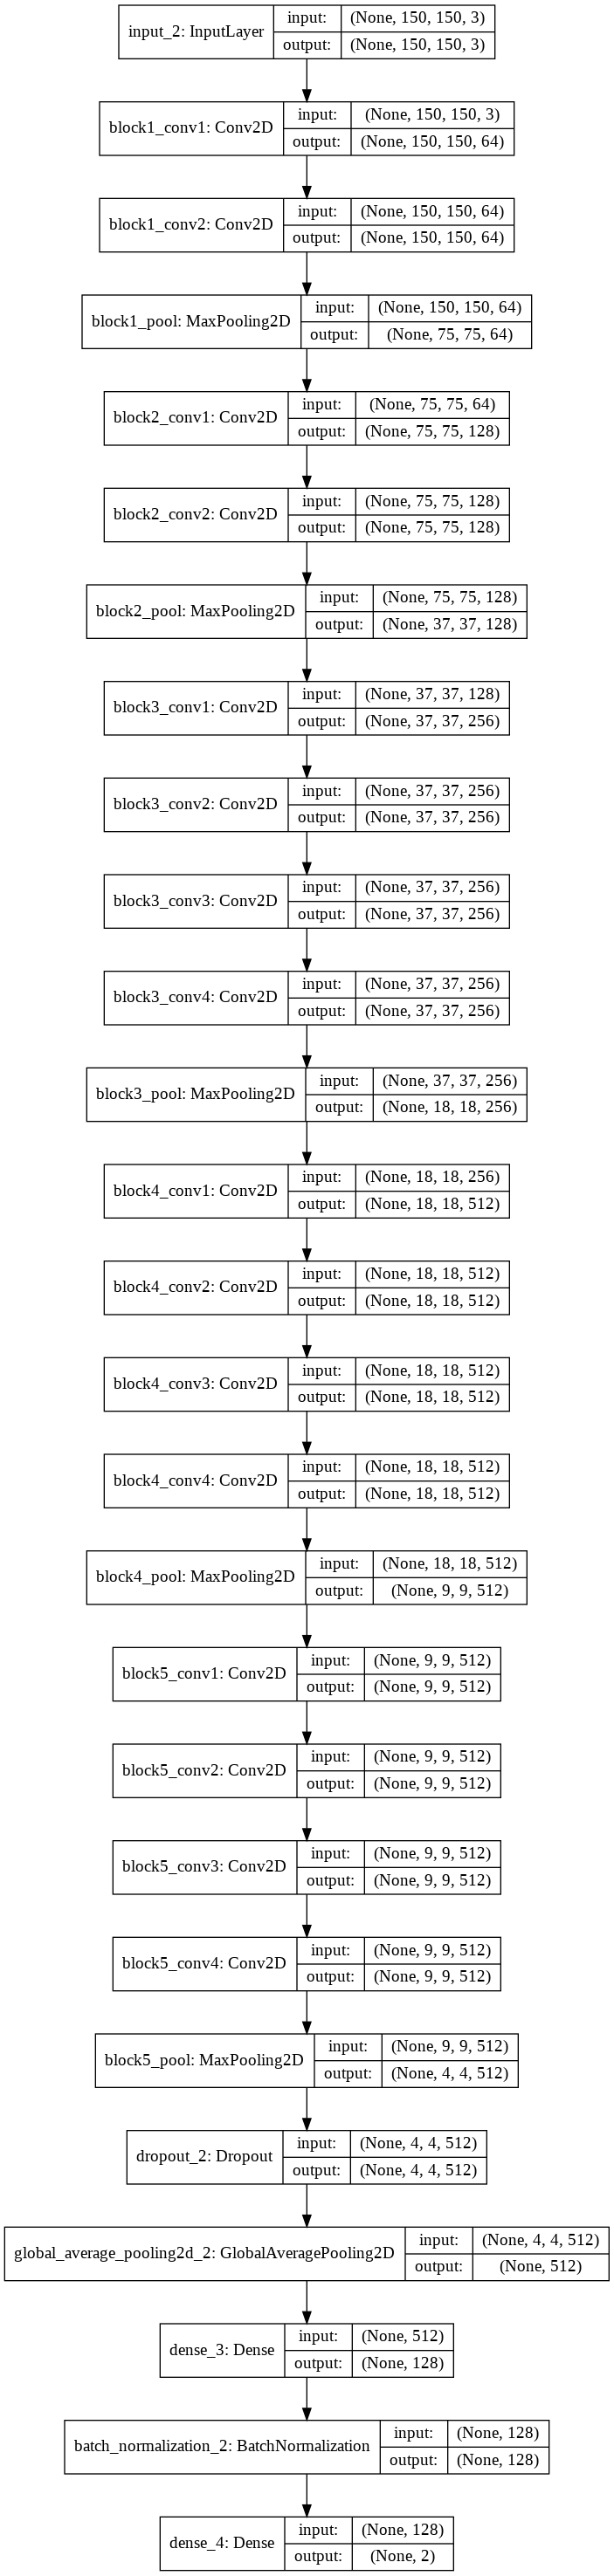 input_2: InputLayer
input: (None, 150, 150, 3)
output: (None, 150, 150, 3)
block1_conv1: Conv2D
input: (None, 150, 150, 3)
output: (None, 150, 150, 64)
block1_conv2: Conv2D
input: (None, 150, 150, 64)
output: (None, 150, 150, 64)
block1_pool: MaxPooling2D
input: (None, 150, 150, 64)
output: (None, 75, 75, 64)
block2_conv1: Conv2D
input: (None, 75, 75, 64)
output: (None, 75, 75, 128)
block2_conv2: Conv2D
input: (None, 75, 75, 128)
output: (None, 75, 75, 128)
block2_pool: MaxPooling2D
input: (None, 75, 75, 128)
output: (None, 37, 37, 128)
block3_conv1: Conv2D
input: (None, 37, 37, 128)
output: (None, 37, 37, 256)
block3_conv2: Conv2D
input: (None, 37, 37, 256)
output: (None, 37, 37, 256)
block3_conv3: Conv2D
input: (None, 37, 37, 256)
output: (None, 37, 37, 256)
block3_conv4: Conv2D
input: (None, 37, 37, 256)
output: (None, 37, 37, 256)
block3_pool: MaxPooling2D
input: (None, 37, 37, 256)
output: (None, 18, 18, 256)
block4_conv1: Conv2D
input: (None, 18, 18, 256)
output: (None, 18, 18, 512)
block4_conv2: Conv2D
input: (None, 18, 18, 512)
output: (None, 18, 18, 512)
block4_conv3: Conv2D
input: (None, 18, 18, 512)
output: (None, 18, 18, 512)
block4_conv4: Conv2D
input: (None, 18, 18, 512)
output: (None, 18, 18, 512)
block4_pool: MaxPooling2D
input: (None, 18, 18, 512)
output: (None, 9, 9, 512)
block5_conv1: Conv2D
input: (None, 9, 9, 512)
output: (None, 9, 9, 512)
block5_conv2: Conv2D
input: (None, 9, 9, 512)
output: (None, 9, 9, 512)
block5_conv3: Conv2D
input: (None, 9, 9, 512)
output: (None, 9, 9, 512)
block5_conv4: Conv2D
input: (None, 9, 9, 512)
output: (None, 9, 9, 512)
block5_pool: MaxPooling2D
input: (None, 9, 9, 512)
output: (None, 4, 4, 512)
dropout_2: Dropout
input: (None, 4, 4, 512)
output: (None, 4, 4, 512)
global_average_pooling2d_2: GlobalAveragePooling2D
input: (None, 4, 4, 512)
output: (None, 512)
dense_3: Dense
input: (None, 512)
output: (None, 128)
batch_normalization_2: BatchNormalization
input: (None, 128)
output: (None, 128)
dense_4: Dense
input: (None, 128)
output: (None, 2)